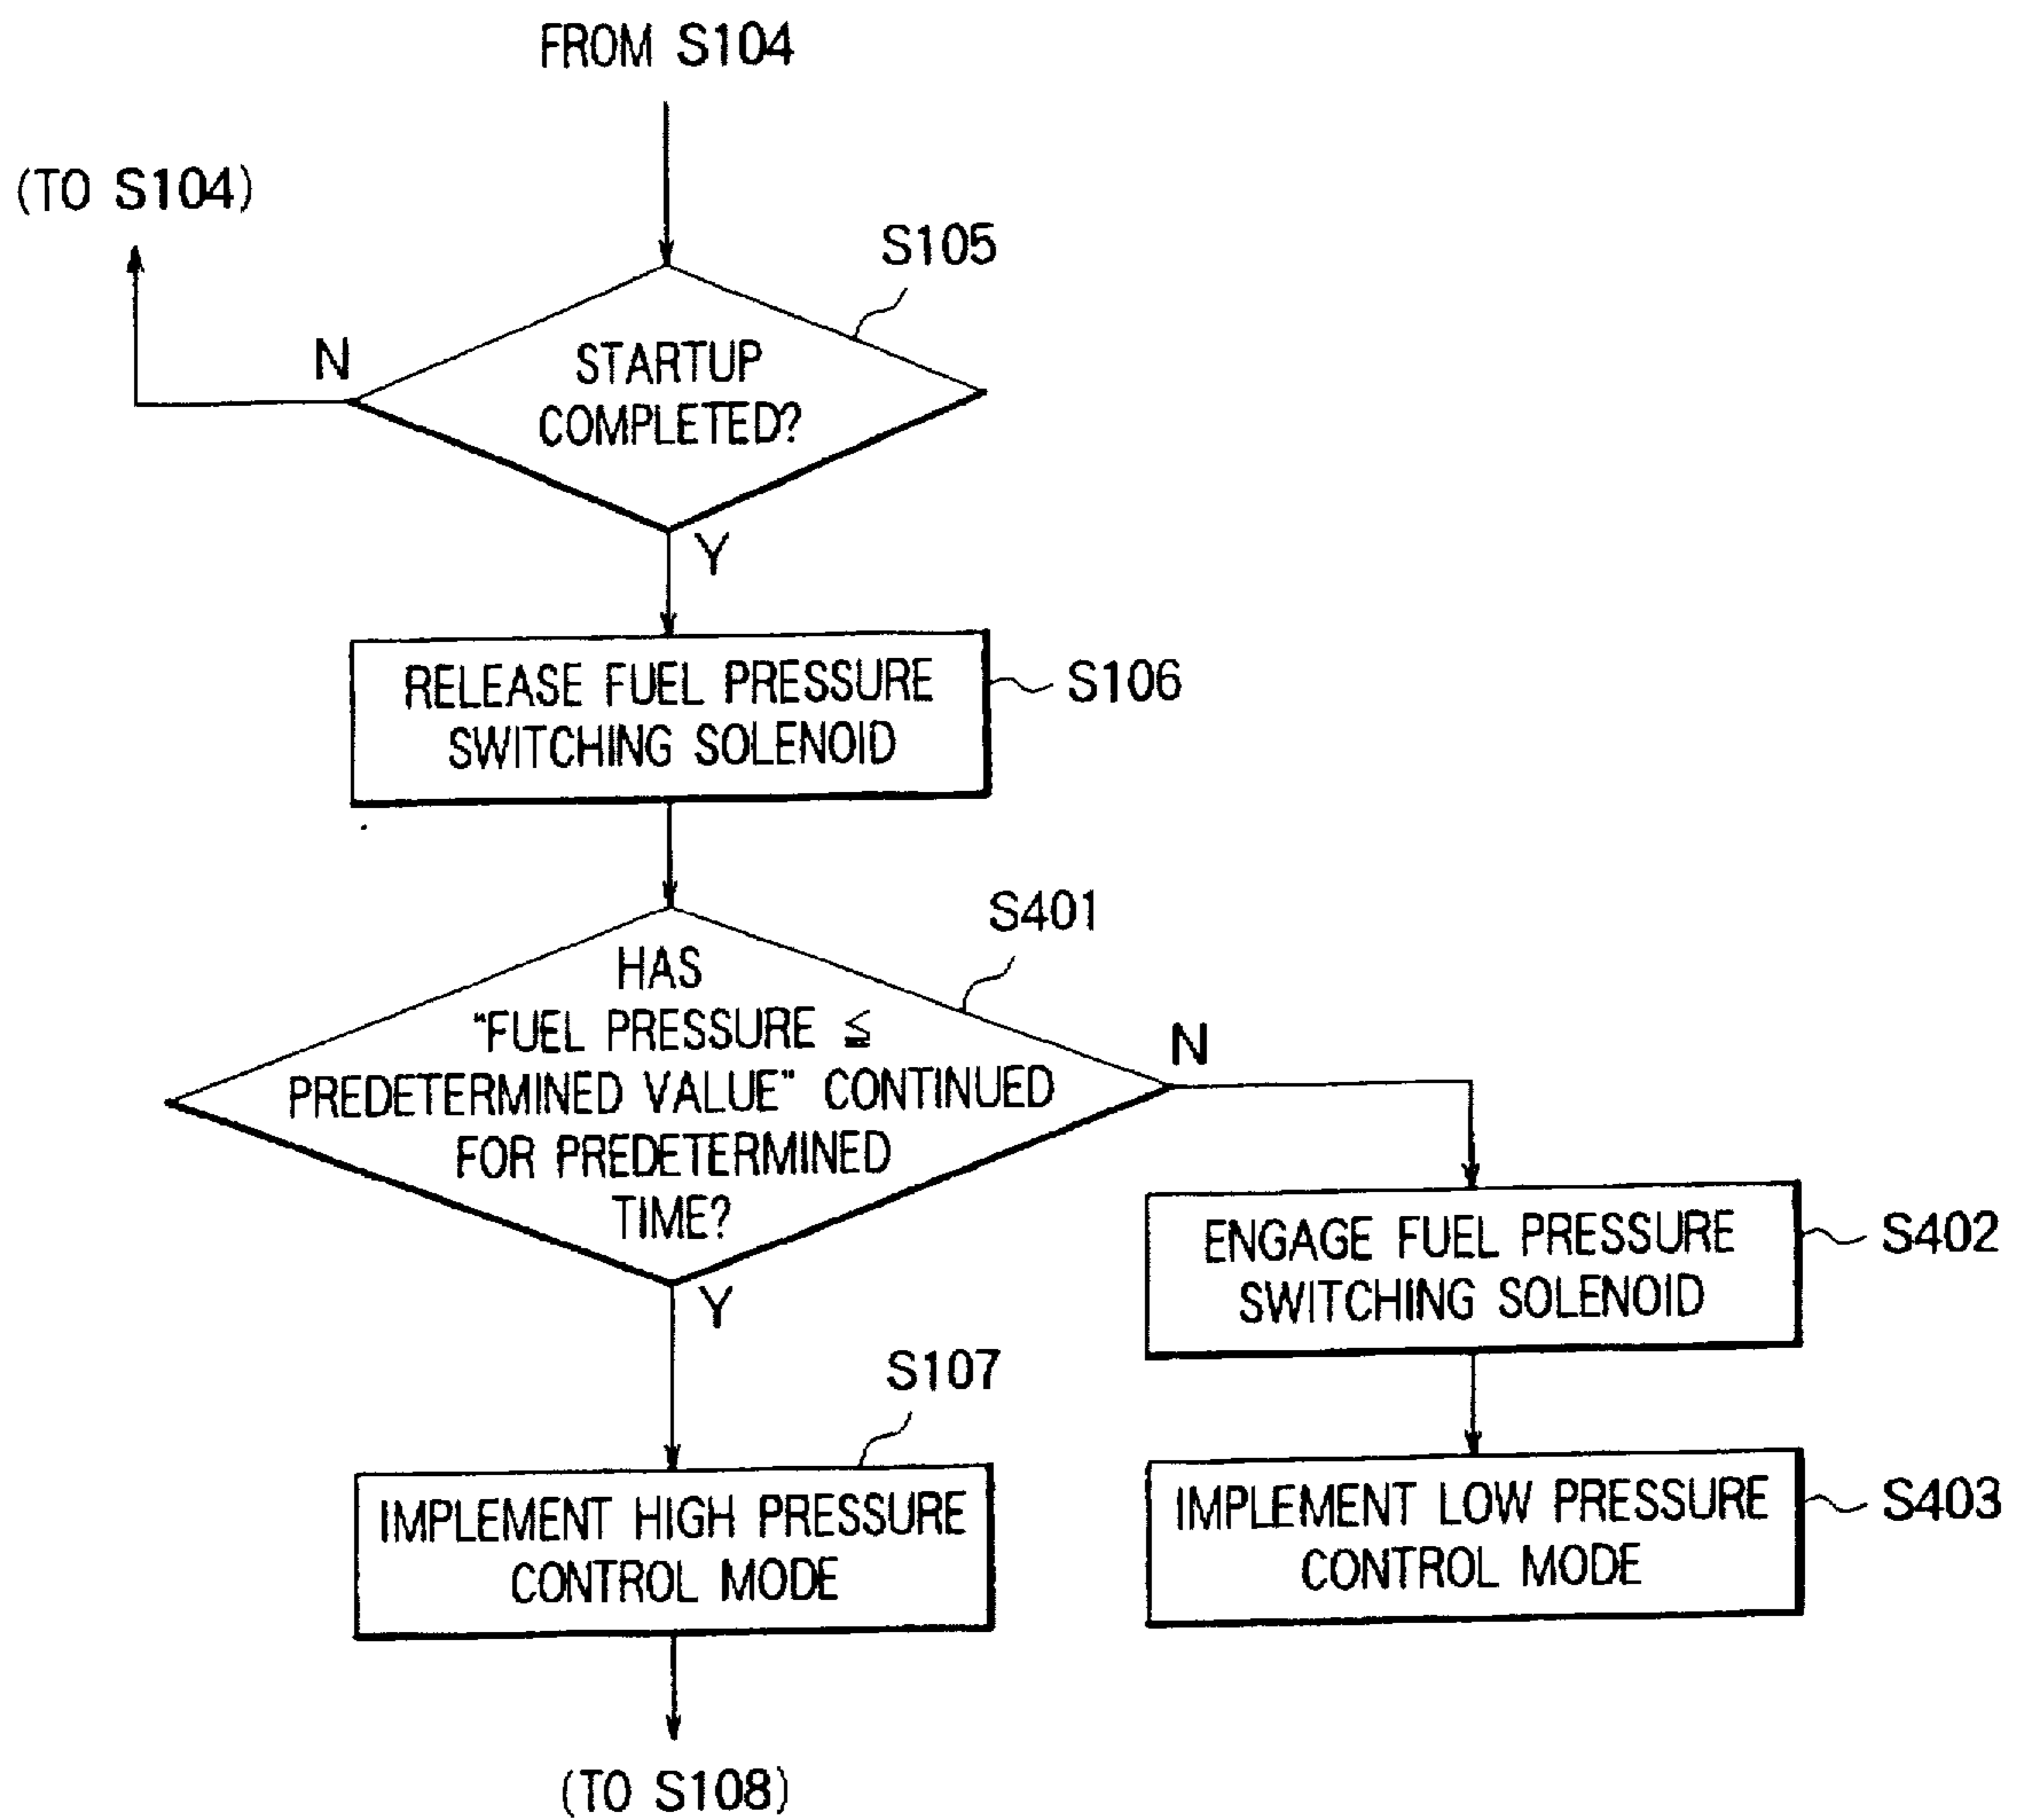 FROM S104
(TO S104)
S105
N
STARTUP
COMPLETED?
Y
RELEASE FUEL PRESSURE
SWITCHING SOLENOID
S106
S401
HAS
"FUEL PRESSURE ≦
PREDETERMINED VALUE" CONTINUED
FOR PREDETERMINED
TIME?
N
Y
ENGAGE FUEL PRESSURE
SWITCHING SOLENOID
S402
S107
IMPLEMENT HIGH PRESSURE
CONTROL MODE
IMPLEMENT LOW PRESSURE
CONTROL MODE
S403
(TO S108)